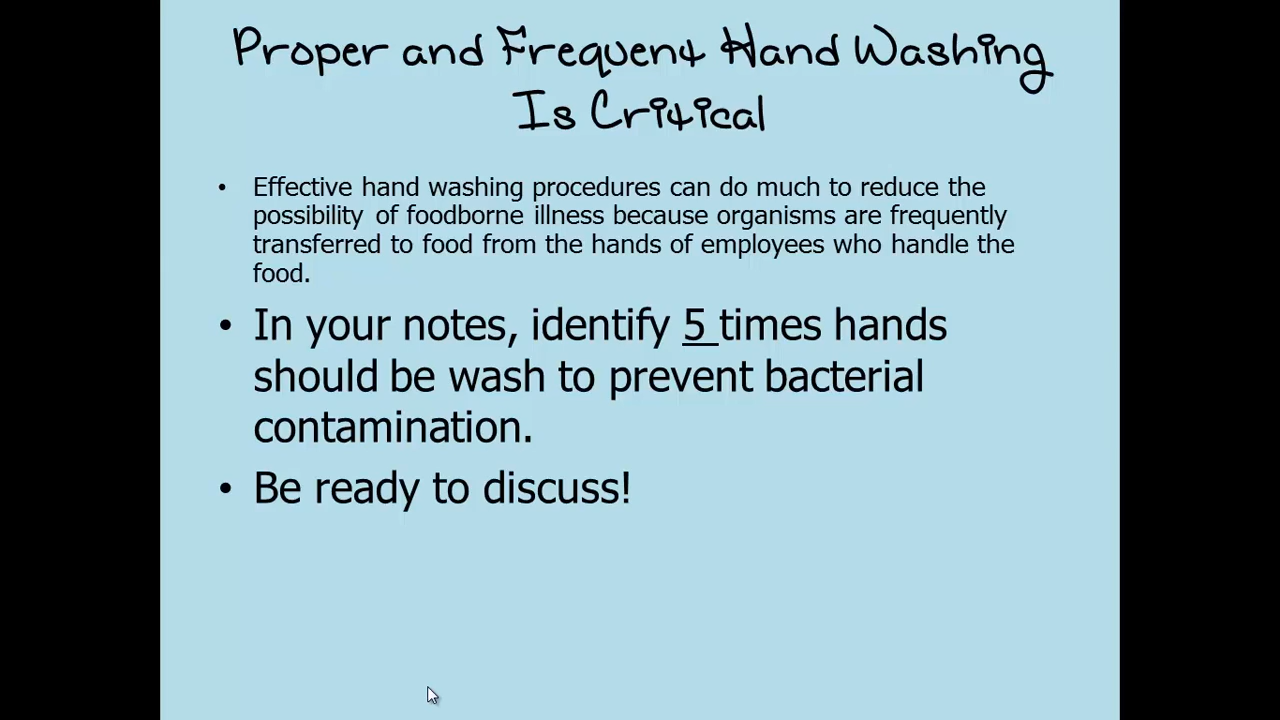 Proper and Frequent Hand Washing
Is Critical
• Effective hand washing procedures can do much to reduce the
possibility of foodborne illness because organisms are frequently
transferred to food from the hands of employees who handle the
food.
• In your notes, identify 5 times hands
should be wash to prevent bacterial
contamination.
• Be ready to discuss!